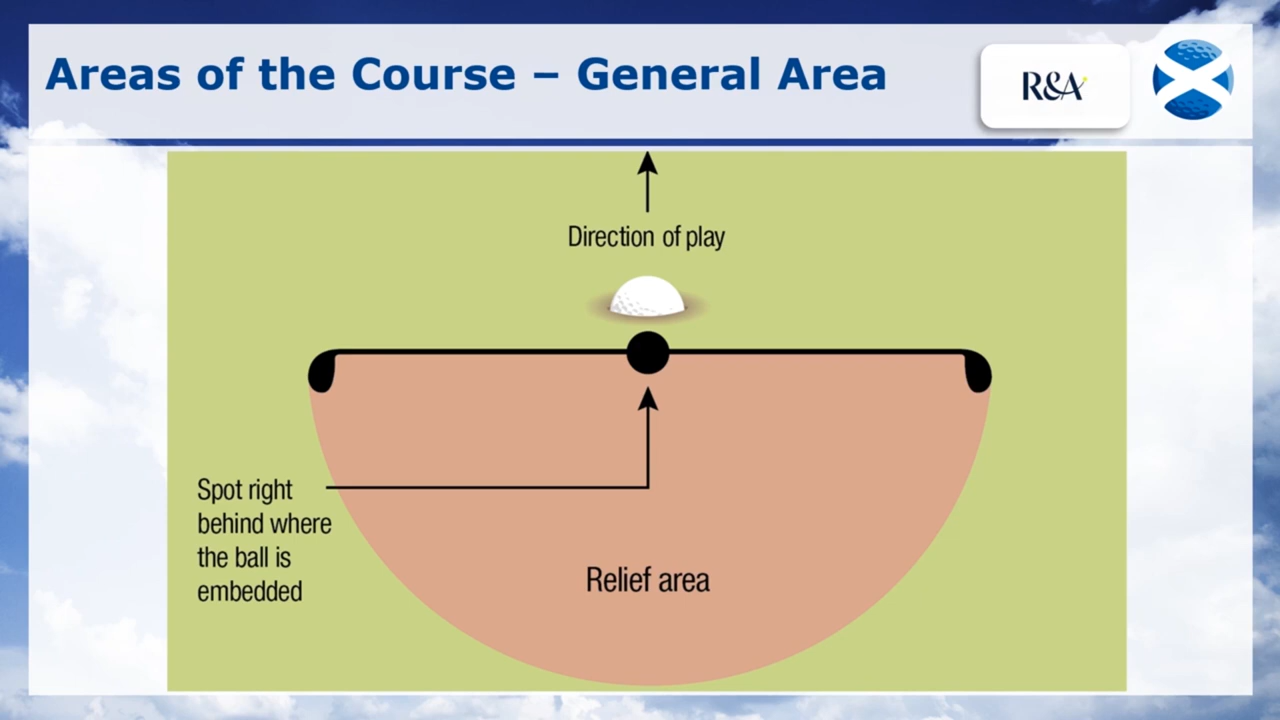 Areas of the Course – General Area
R&A
Direction of play
Spot right
behind where
the ball is
embedded
Relief area